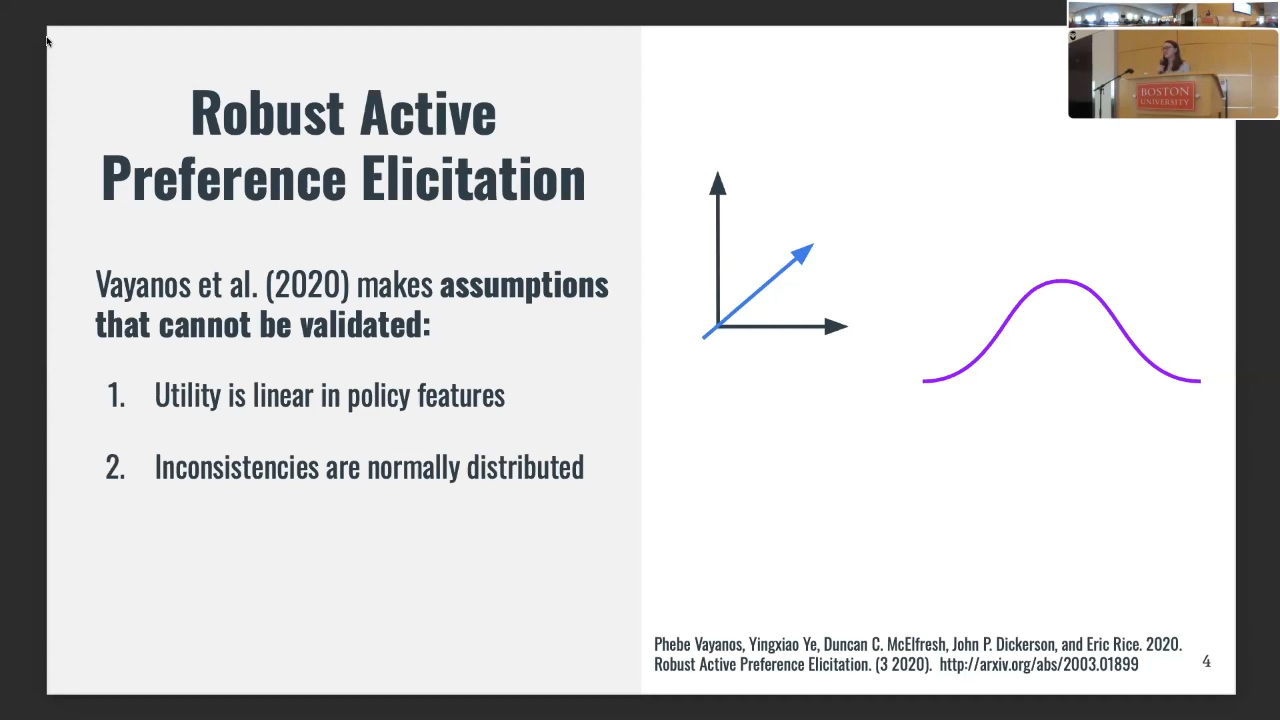 Robust Active
Preference Elicitation
Vayanos et al. (2020) makes assumptions
that cannot be validated:
1. Utility is linear in policy features
2. Inconsistencies are normally distributed
Phebe Vayanos, Yingxiao Ye, Duncan C. McElfresh, John P. Dickerson, and Eric Rice. 2020.
Robust Active Preference Elicitation. (3 2020). http://arxiv.org/abs/2003.01899
4
BOSTON
UNIVERSITY